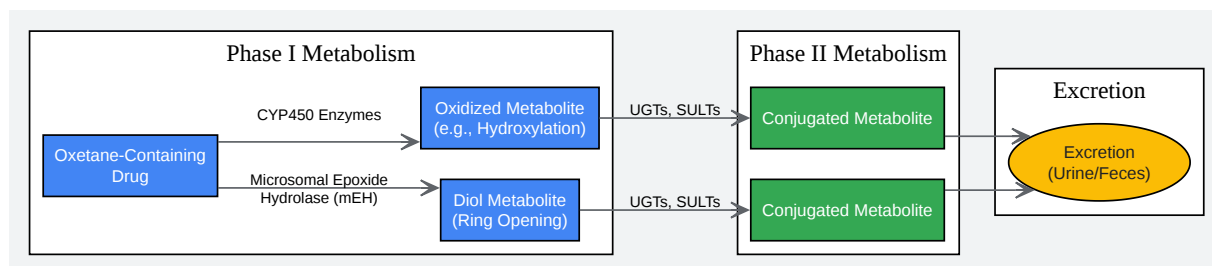 Phase I Metabolism
Oxetane-Containing
Drug
CYP450 Enzymes
Oxidized Metabolite
(e.g., Hydroxylation)
Microsomal Epoxide
Hydrolase (mEH)
Diol Metabolite
(Ring Opening)
UGTs, SULTs
UGTs, SULTs
Phase II Metabolism
Conjugated Metabolite
Conjugated Metabolite
Excretion
Excretion
(Urine/Feces)